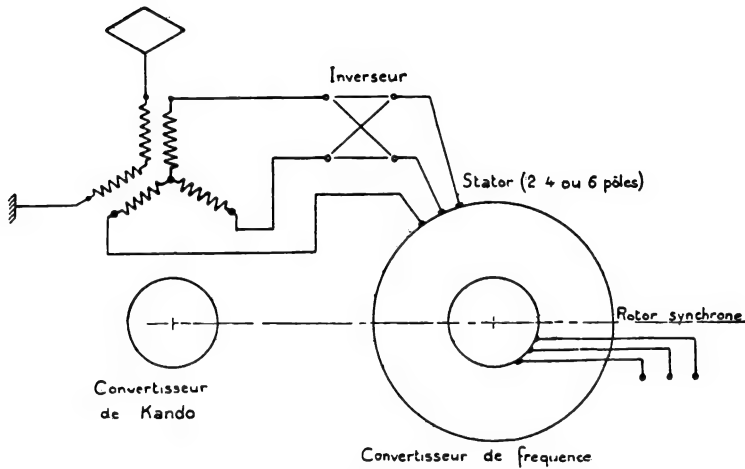 Inverseur
Stator (2 4 ou 6 pôles)
Rotor synchrone
Convertisseur
de Kando
Convertisseur de frequence